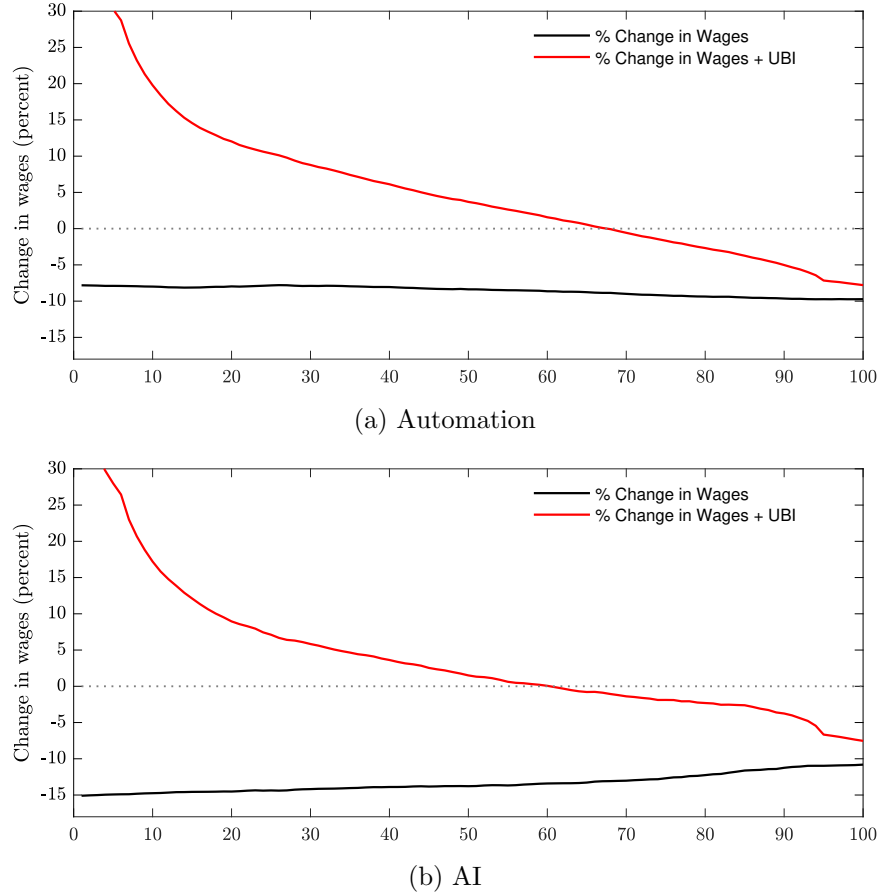 30
25
20
15
10
5
0
-5
-10
-15
Change in wages (percent)
% Change in Wages
% Change in Wages + UBI
0 10 20 30 40 50 60 70 80 90 100
(a) Automation
30
25
20
15
10
5
0
-5
-10
-15
Change in wages (percent)
% Change in Wages
% Change in Wages + UBI
0 10 20 30 40 50 60 70 80 90 100
(b) AI